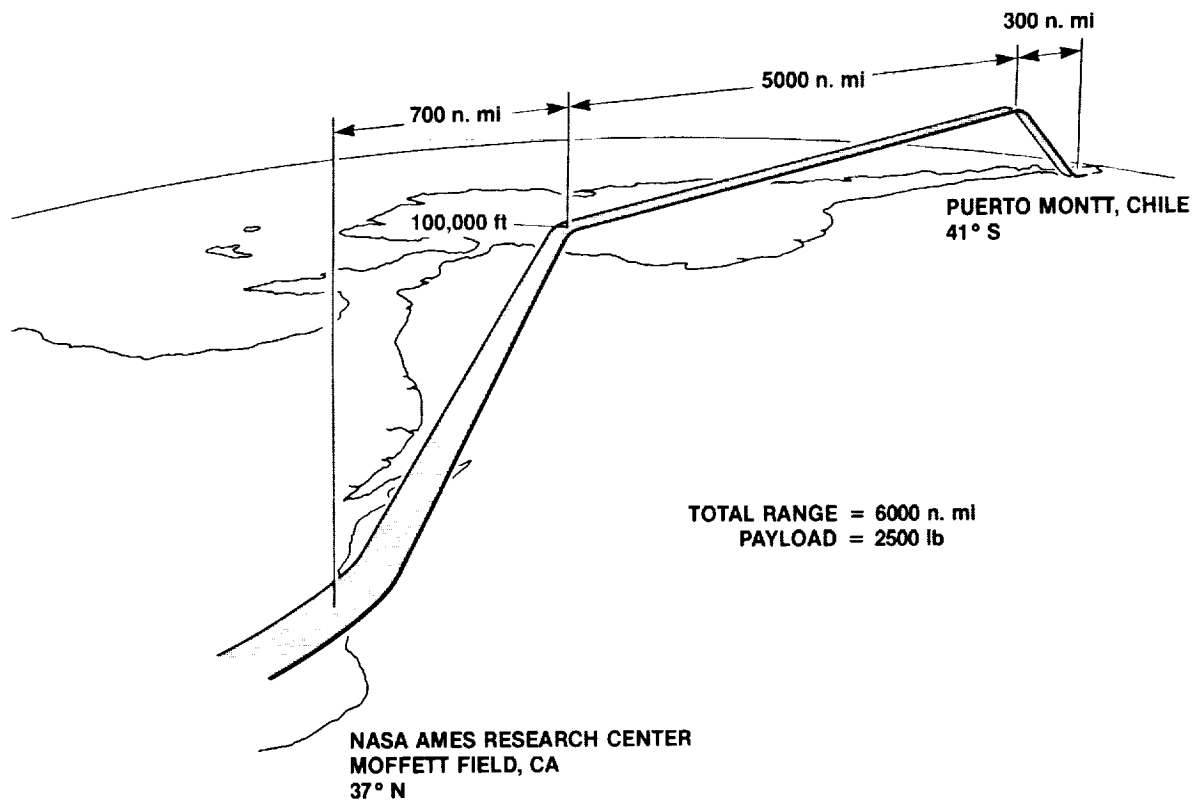 300 n. mi
5000 n. mi
700 n. mi
100,000 ft
PUERTO MONTT, CHILE
41° S
TOTAL RANGE = 6000 n. mi
PAYLOAD = 2500 lb
NASA AMES RESEARCH CENTER
MOFFETT FIELD, CA
37° N